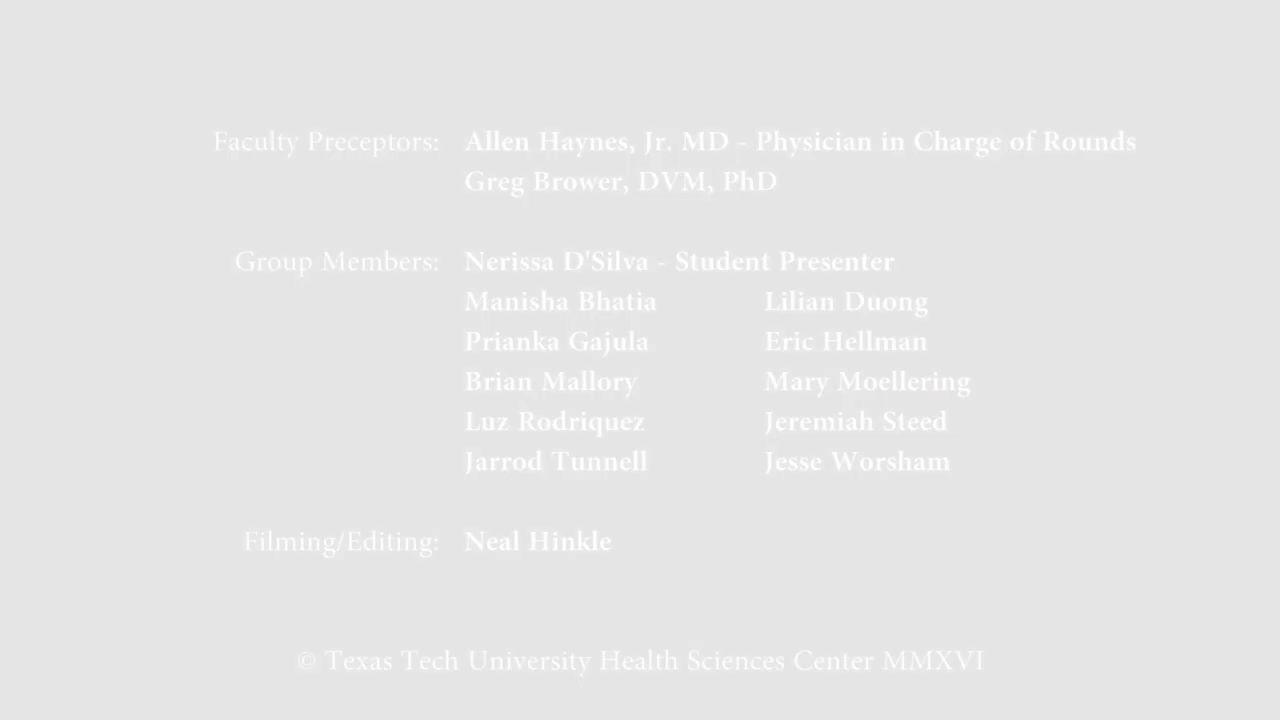 Faculty Preceptors: Allen Haynes, Jr. MD - Physician in Charge of Rounds
Greg Brower, DVM, PhD
Group Members: Nerissa D'Silva - Student Presenter
Manisha Bhatia Lilian Duong
Prianka Gajula Eric Hellman
Brian Mallory Mary Moellering
Luz Rodriquez Jeremiah Steed
Jarrod Tunnell Jesse Worsham
Filming/Editing: Neal Hinkle
© Texas Tech University Health Sciences Center MMXVI